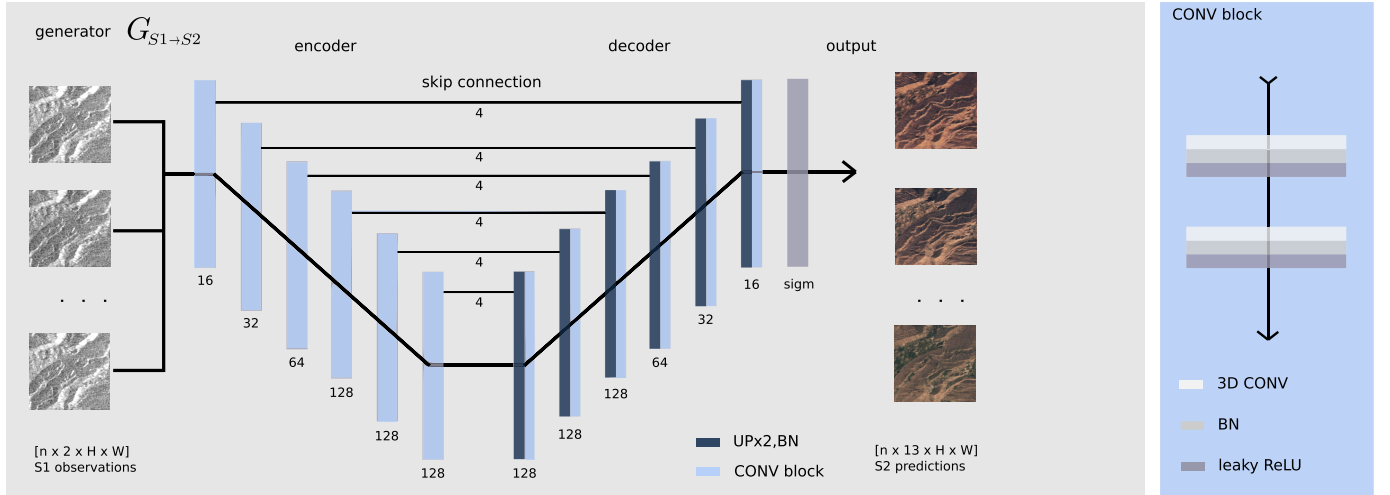 generator G S1→S2
encoder
decoder
output
CONV block
skip connection
4
4
4
4
4
4
16
32
64
128
128
128
128
128
128
64
32
16
sigm
. . .
. . .
[n x 2 x H x W]
S1 observations
UPx2,BN
CONV block
[n x 13 x H x W]
S2 predictions
3D CONV
BN
leaky ReLU